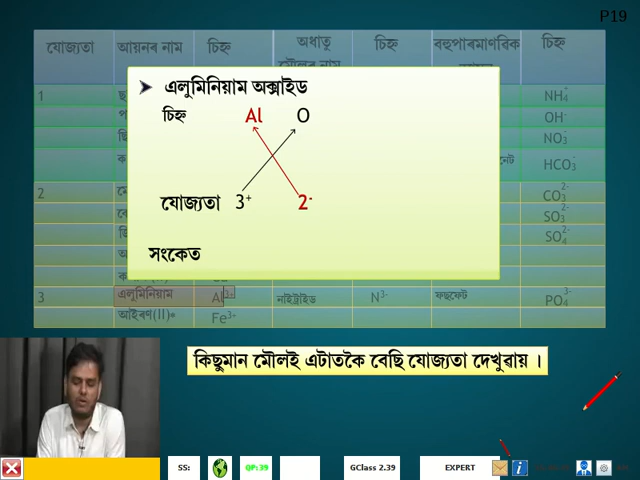 P19
যোজ্যতা আয়নৰ নাম চিহ্ন অধাতু চিহ্ন বহুপাৰমাণৱিক চিহ্ন
মৌলৰ নাম
➤ এলুমিনিয়াম অক্সাইড
চিহ্ন Al O
যোজ্যতা 3⁺ 2⁻
সংকেত
1 NH₄⁺
OH⁻
NO₃⁻
HCO₃⁻
2 CO₃²⁻
SO₃²⁻
SO₄²⁻
3 এলুমিনিয়াম Al³⁺ নাইট্ৰাইড N³⁻ ফছফেট PO₄³⁻
আইৰণ(II)* Fe³⁺
কিছুমান মৌলই এটাতকৈ বেছি যোজ্যতা দেখুৱায় ।
SS: QF:39 GClass 2.39 EXPERT